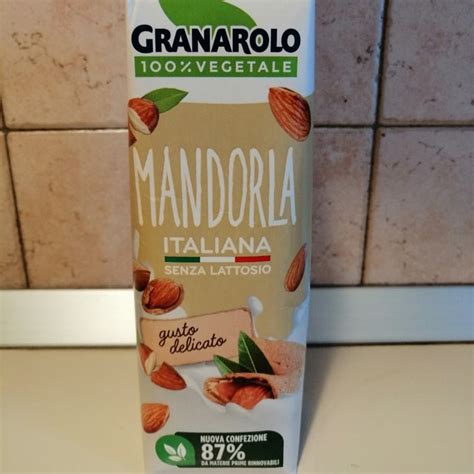 GRANAROLO
100% VEGETALE
MANDORLA
ITALIANA
SENZA LATTOSIO
gusto
delicato
NUOVA CONFEZIONE
87%
DA MATERIE PRIME RINNOVABILI